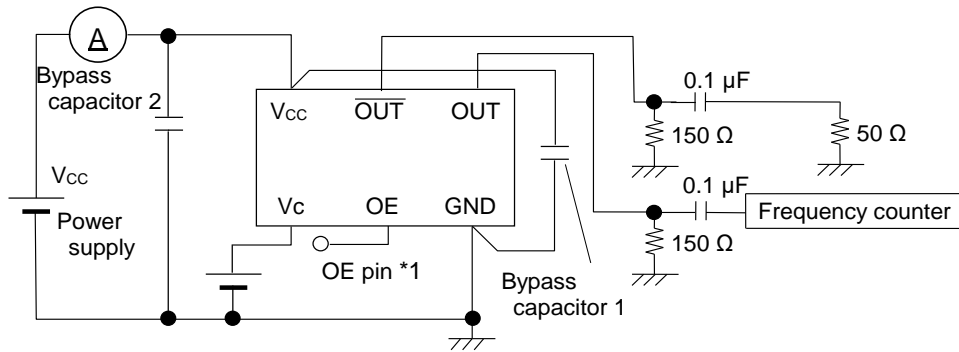 A
Bypass
capacitor 2
VCC
Power
supply
VCC
OUT
OUT
Vc
OE
GND
OE pin *1
Bypass
capacitor 1
0.1 µF
150 Ω
50 Ω
0.1 µF
Frequency counter
150 Ω